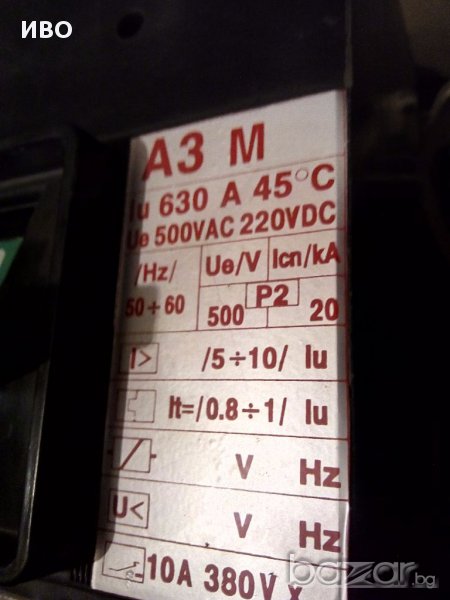 ИВО
A3 M
Iu 630 A 45°C
Ue 500VAC 220VDC
/Hz/ Ue/V Icn/kA
50÷60 500 P2 20
I> /5÷10/ Iu
It=/0.8÷1/ Iu
V Hz
U< V Hz
10A 380V x
bazar.bg